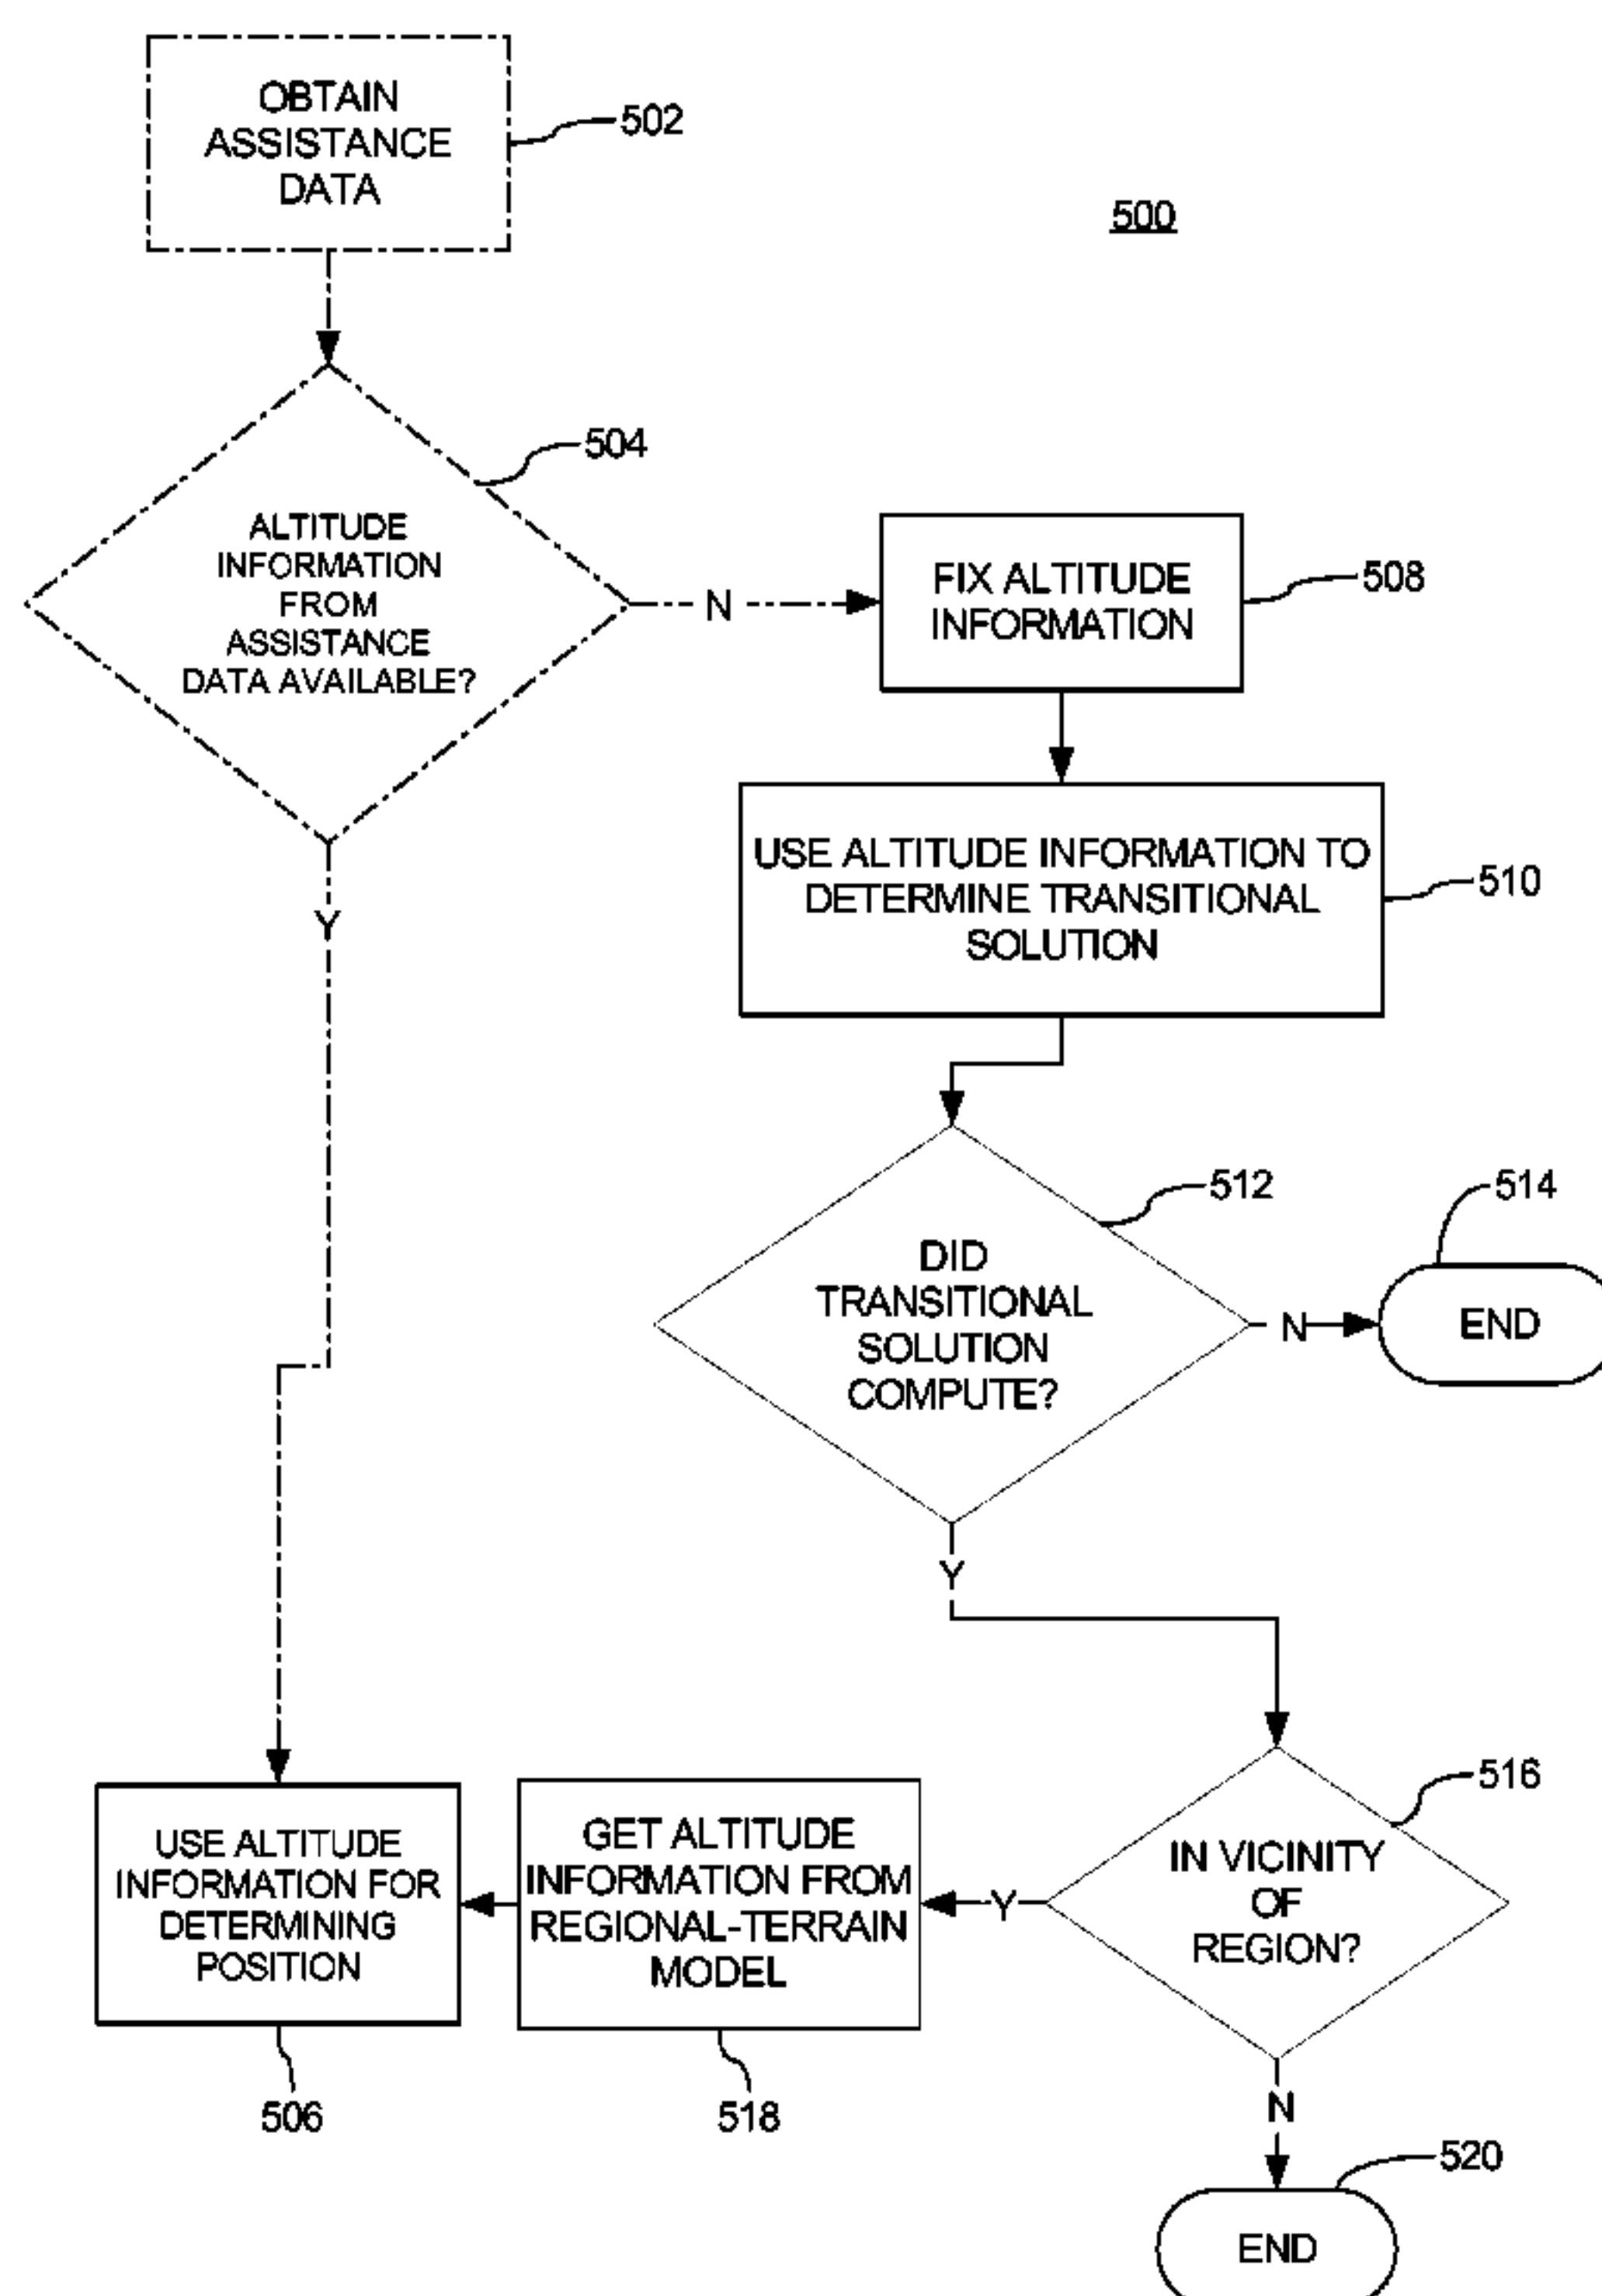 OBTAIN
ASSISTANCE
DATA
502
500
504
ALTITUDE
INFORMATION
FROM
ASSISTANCE
DATA AVAILABLE?
N
FIX ALTITUDE
INFORMATION
508
USE ALTITUDE INFORMATION TO
DETERMINE TRANSITIONAL
SOLUTION
510
Y
512
514
DID
TRANSITIONAL
SOLUTION
COMPUTE?
N
END
Y
516
USE ALTITUDE
INFORMATION FOR
DETERMINING
POSITION
GET ALTITUDE
INFORMATION FROM
REGIONAL-TERRAIN
MODEL
Y
IN VICINITY
OF
REGION?
506
518
N
520
END